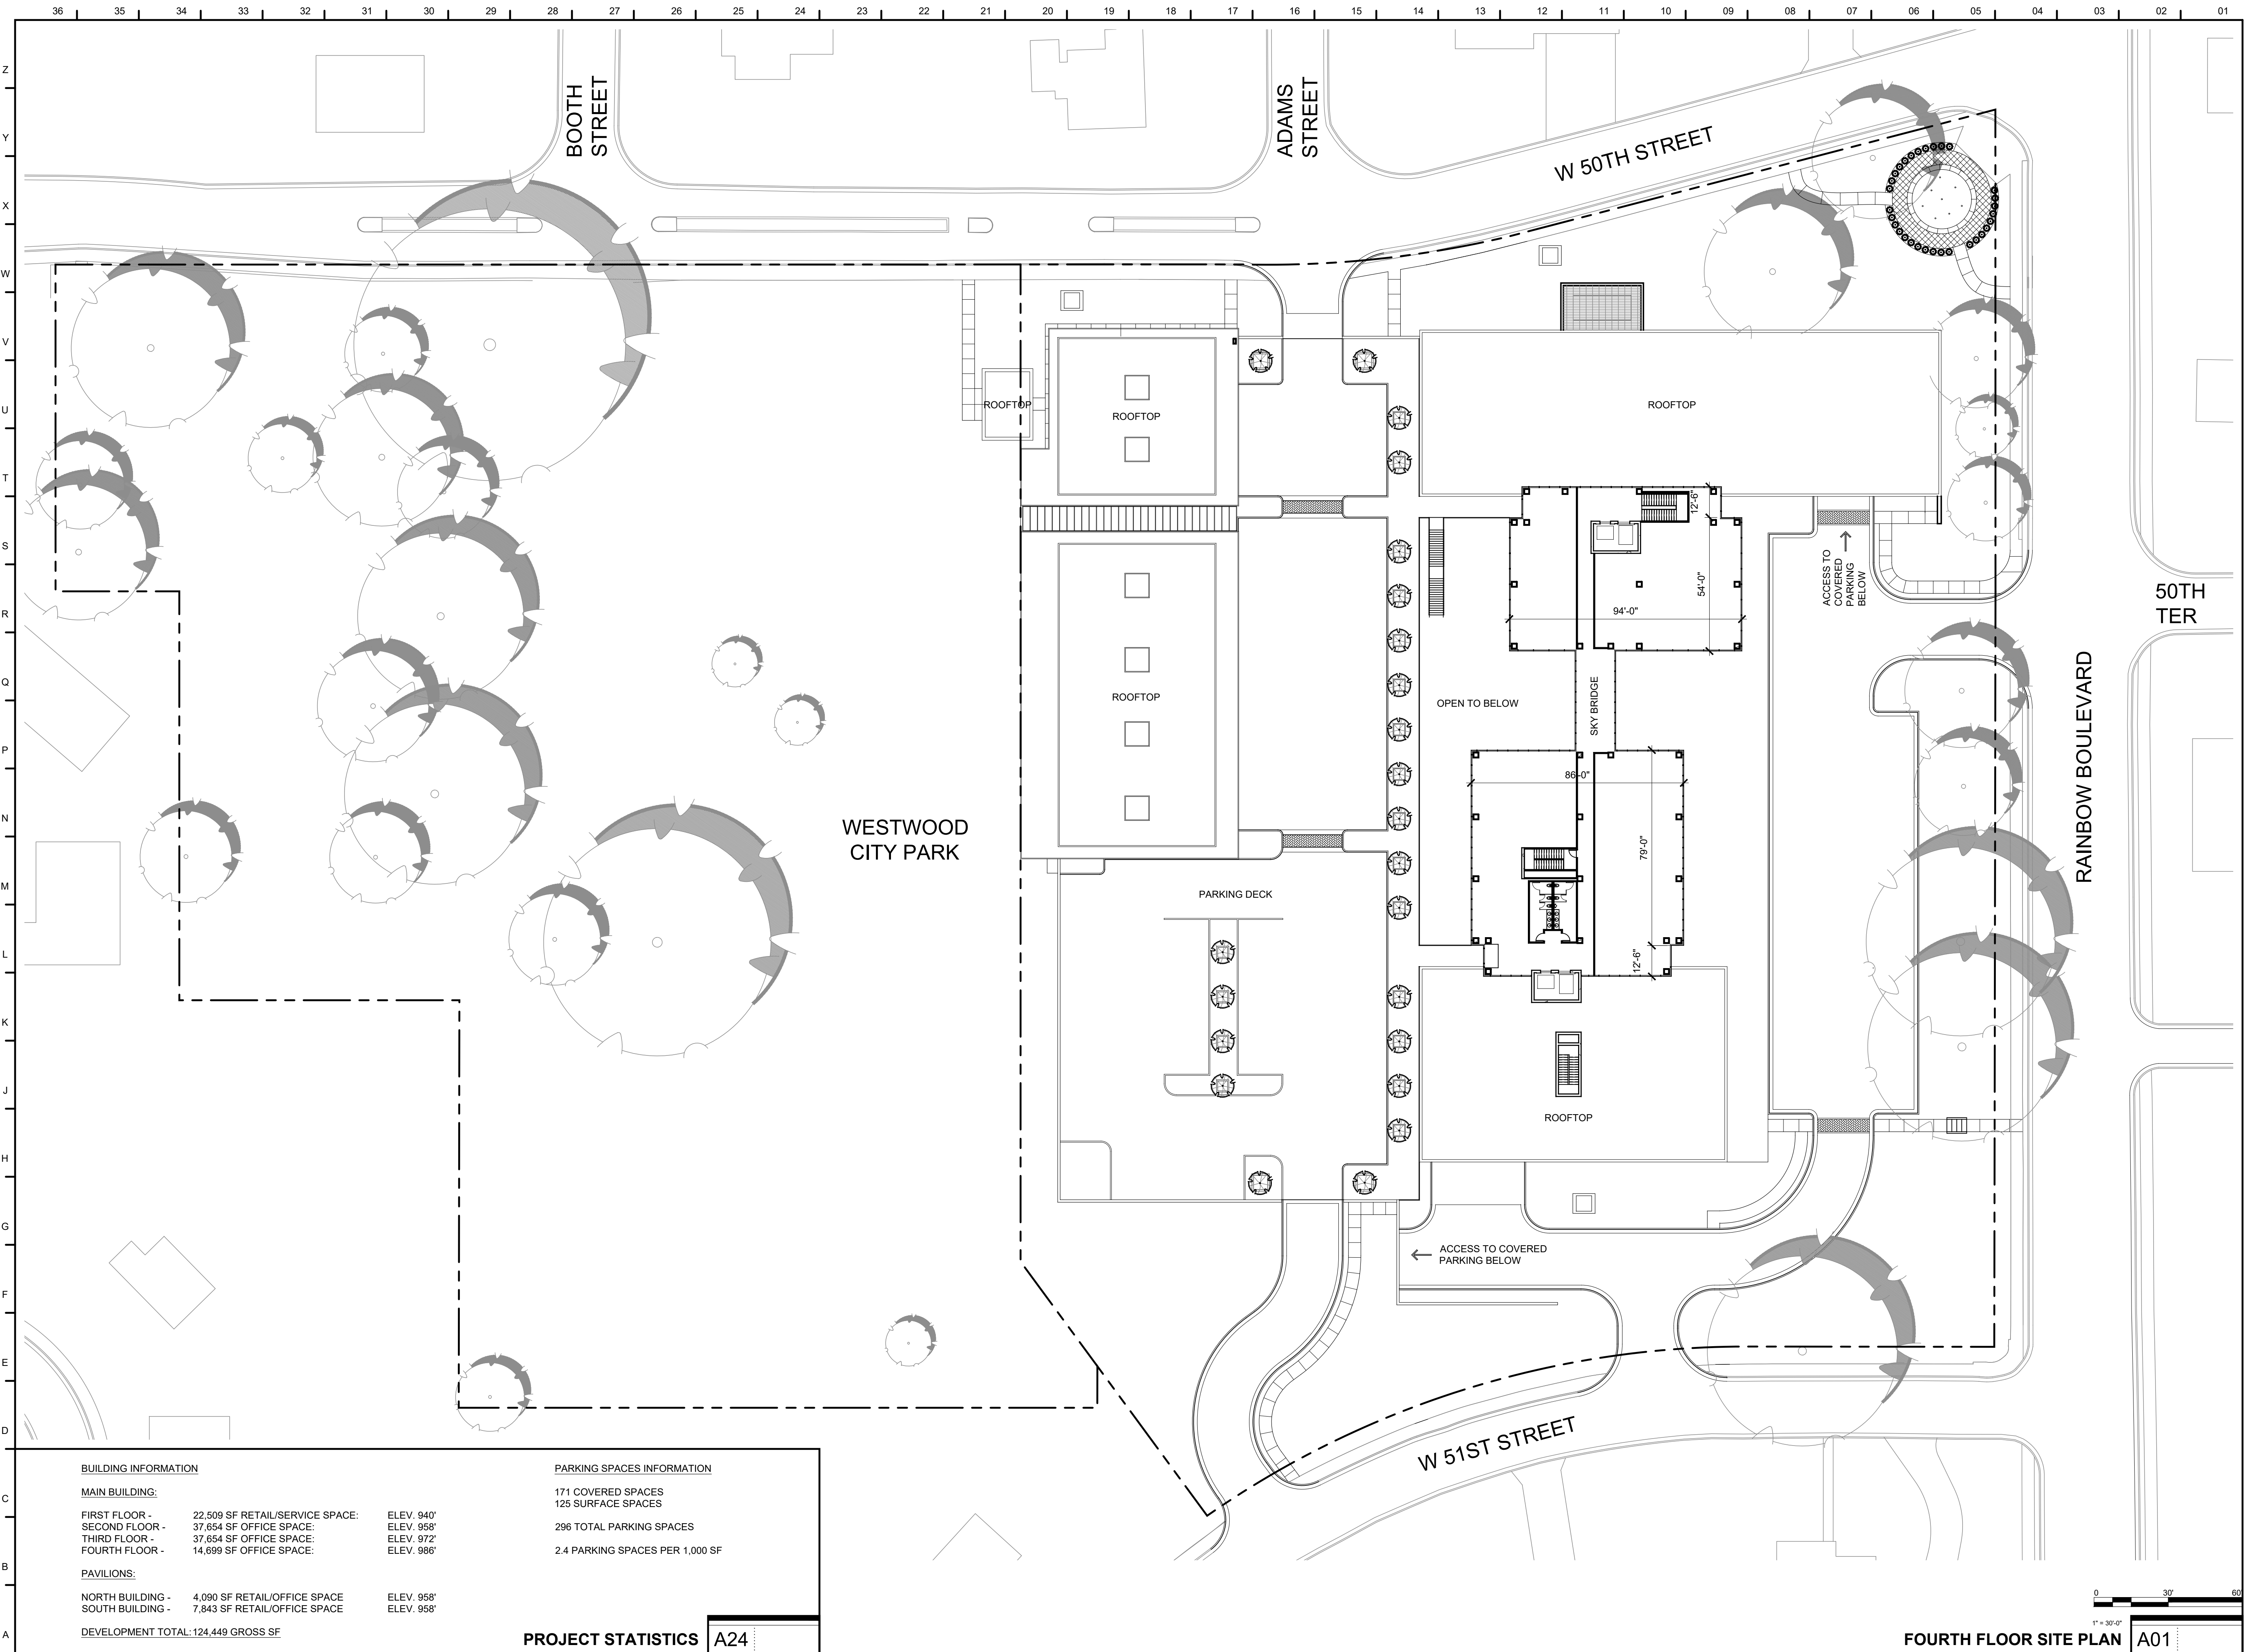 36 35 34 33 32 31 30 29 28 27 26 25 24 23 22 21 20 19 18 17 16 15 14 13 12 11 10 09 08 07 06 05 04 03 02 01
Z
Y
X
W
V
U
T
S
R
Q
P
N
M
L
K
J
H
G
F
E
D
C
B
A
BOOTH
STREET
ADAMS
STREET
W 50TH STREET
ROOFTOP
ROOFTOP
ROOFTOP
12'-6"
54'-0"
94'-0"
ACCESS TO
COVERED
PARKING
BELOW
50TH
TER
RAINBOW BOULEVARD
ROOFTOP
OPEN TO BELOW
SKY BRIDGE
86'-0"
79'-0"
12'-6"
WESTWOOD
CITY PARK
PARKING DECK
ROOFTOP
ACCESS TO COVERED
PARKING BELOW
W 51ST STREET
BUILDING INFORMATION
MAIN BUILDING:
FIRST FLOOR - 22,509 SF RETAIL/SERVICE SPACE: ELEV. 940'
SECOND FLOOR - 37,654 SF OFFICE SPACE: ELEV. 958'
THIRD FLOOR - 37,654 SF OFFICE SPACE: ELEV. 972'
FOURTH FLOOR - 14,699 SF OFFICE SPACE: ELEV. 986'
PAVILIONS:
NORTH BUILDING - 4,090 SF RETAIL/OFFICE SPACE ELEV. 958'
SOUTH BUILDING - 7,843 SF RETAIL/OFFICE SPACE ELEV. 958'
DEVELOPMENT TOTAL: 124,449 GROSS SF
PARKING SPACES INFORMATION
171 COVERED SPACES
125 SURFACE SPACES
296 TOTAL PARKING SPACES
2.4 PARKING SPACES PER 1,000 SF
PROJECT STATISTICS A24
0 30' 60'
1" = 30'-0"
FOURTH FLOOR SITE PLAN A01